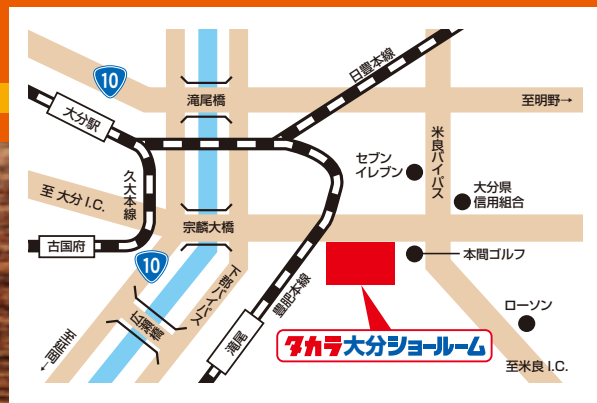 10
滝尾橋
日豊本線
至明野→
大分駅
米良バイパス
セブン
イレブン
久大本線
至 大分 I.C.
大分県
信用組合
宗麟大橋
古国府
10
下郡バイパス
豊肥本線
本間ゴルフ
広瀬橋
滝尾
ローソン
タカラ大分ショールーム
至米良 I.C.